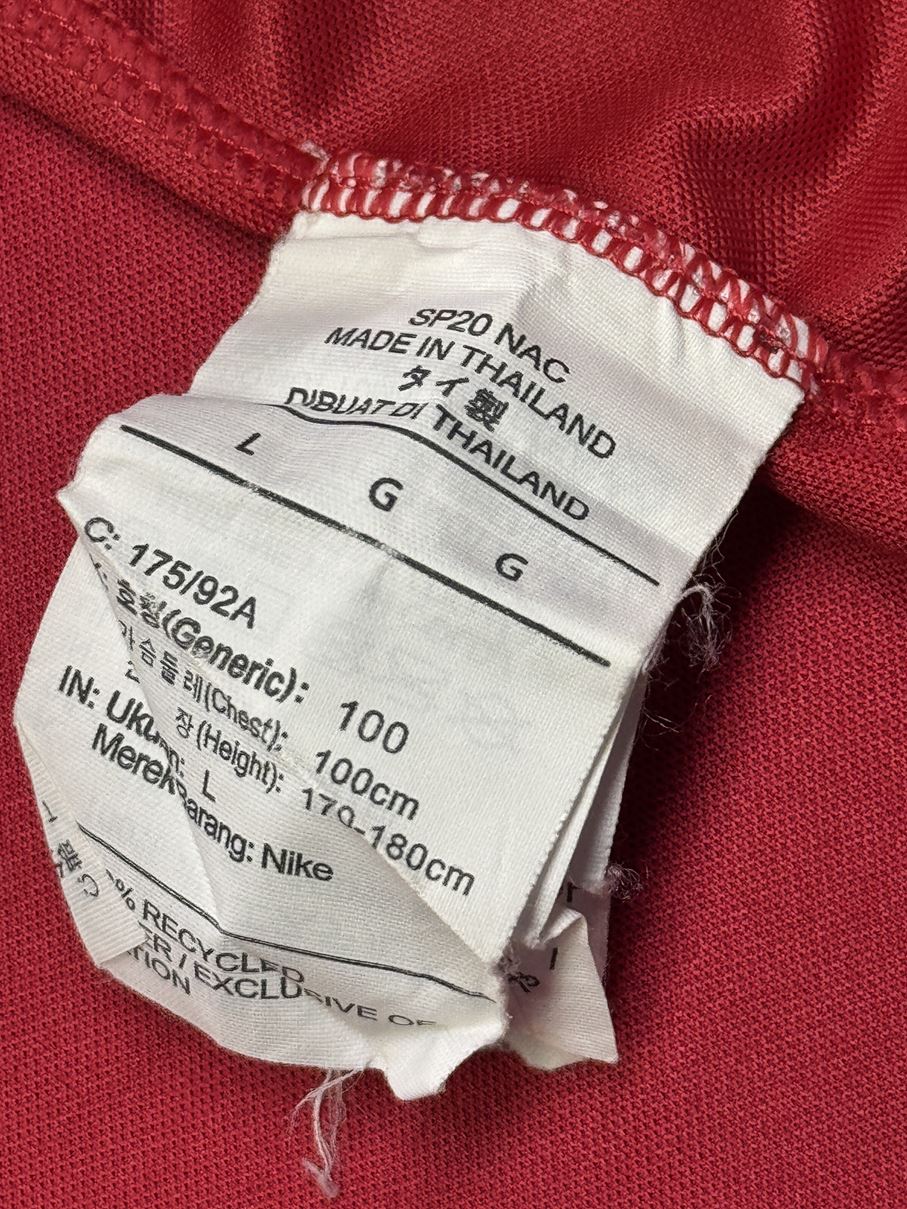 SP20 NAC
MADE IN THAILAND
タイ製
DIBUAT DI THAILAND
L G G
C: 175/92A
호칭(Generic): 100
가슴둘레(Chest): 100cm
장(Height): 170-180cm
IN: Ukuran: L
Merek Barang: Nike
% RECYCLED
ER / EXCLUSIVE OF
TION